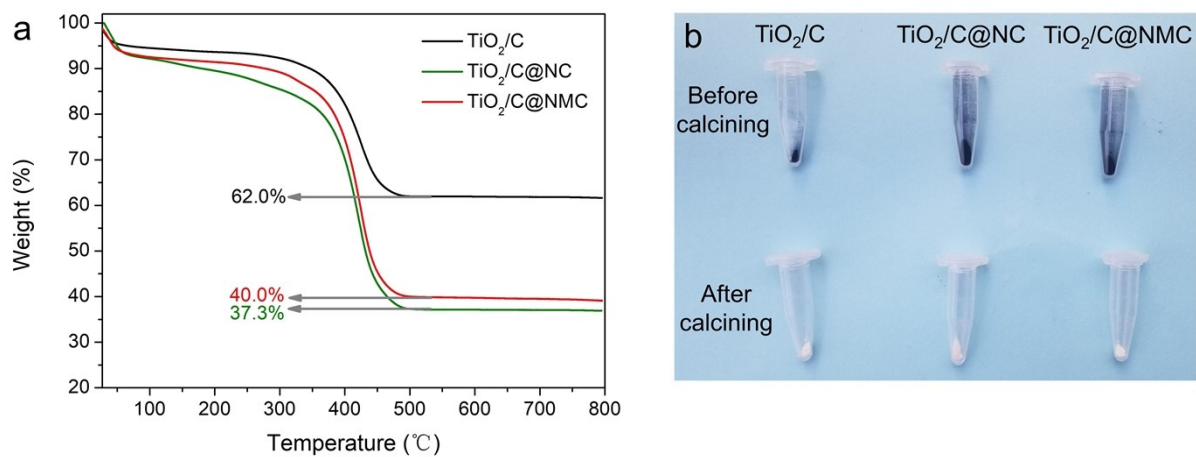 a
100
90
80
70
60
50
40
30
20
Weight (%)
100
200
300
400
500
600
700
800
Temperature (℃)
TiO₂/C
TiO₂/C@NC
TiO₂/C@NMC
62.0%
40.0%
37.3%
b
TiO₂/C
TiO₂/C@NC
TiO₂/C@NMC
Before
calcining
After
calcining